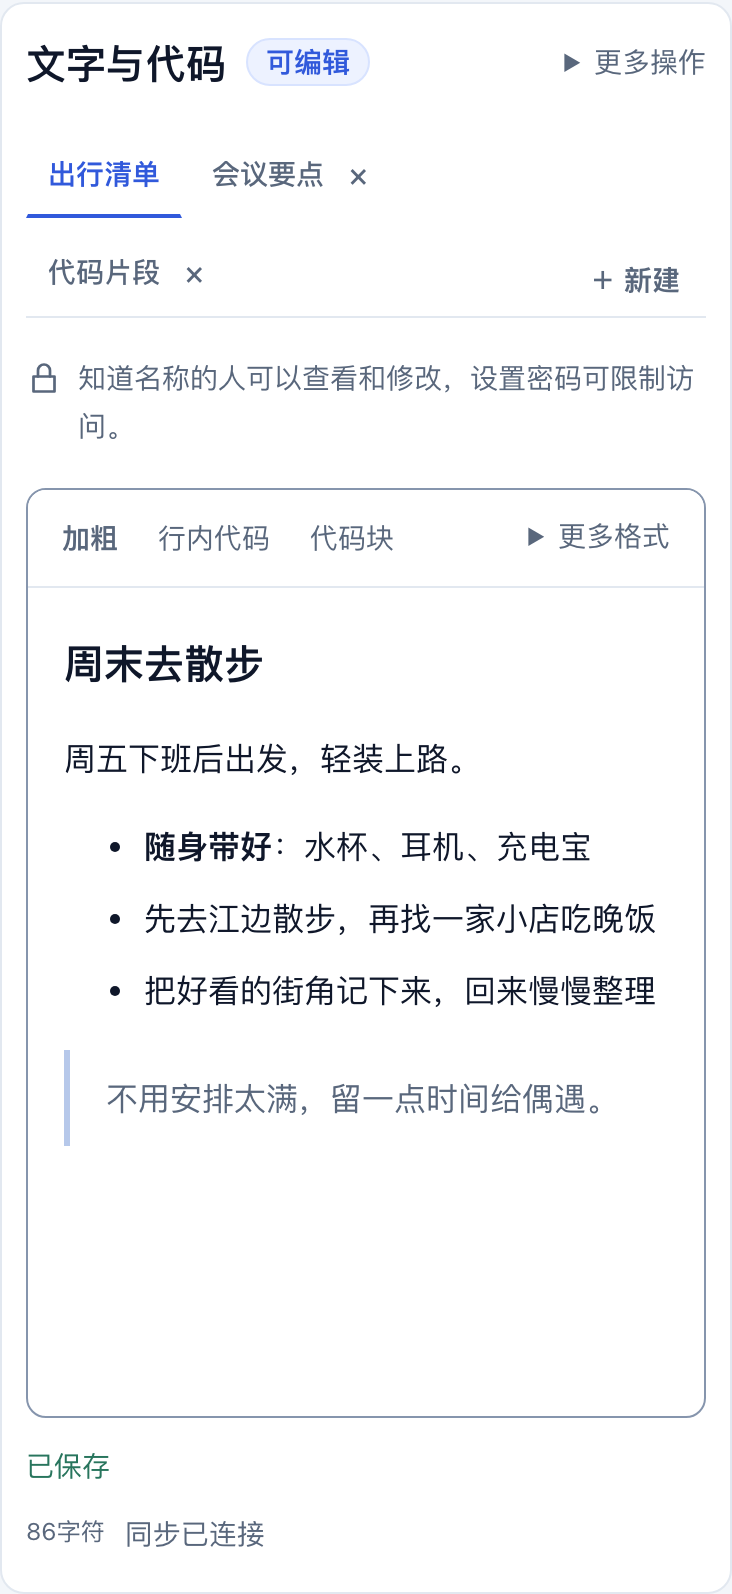 文字与代码 可编辑 ▶ 更多操作
出行清单 会议要点 ×
代码片段 × + 新建
知道名称的人可以查看和修改，设置密码可限制访
问。
加粗 行内代码 代码块 ▶ 更多格式
周末去散步
周五下班后出发，轻装上路。
• 随身带好：水杯、耳机、充电宝
• 先去江边散步，再找一家小店吃晚饭
• 把好看的街角记下来，回来慢慢整理
不用安排太满，留一点时间给偶遇。
已保存
86字符 同步已连接